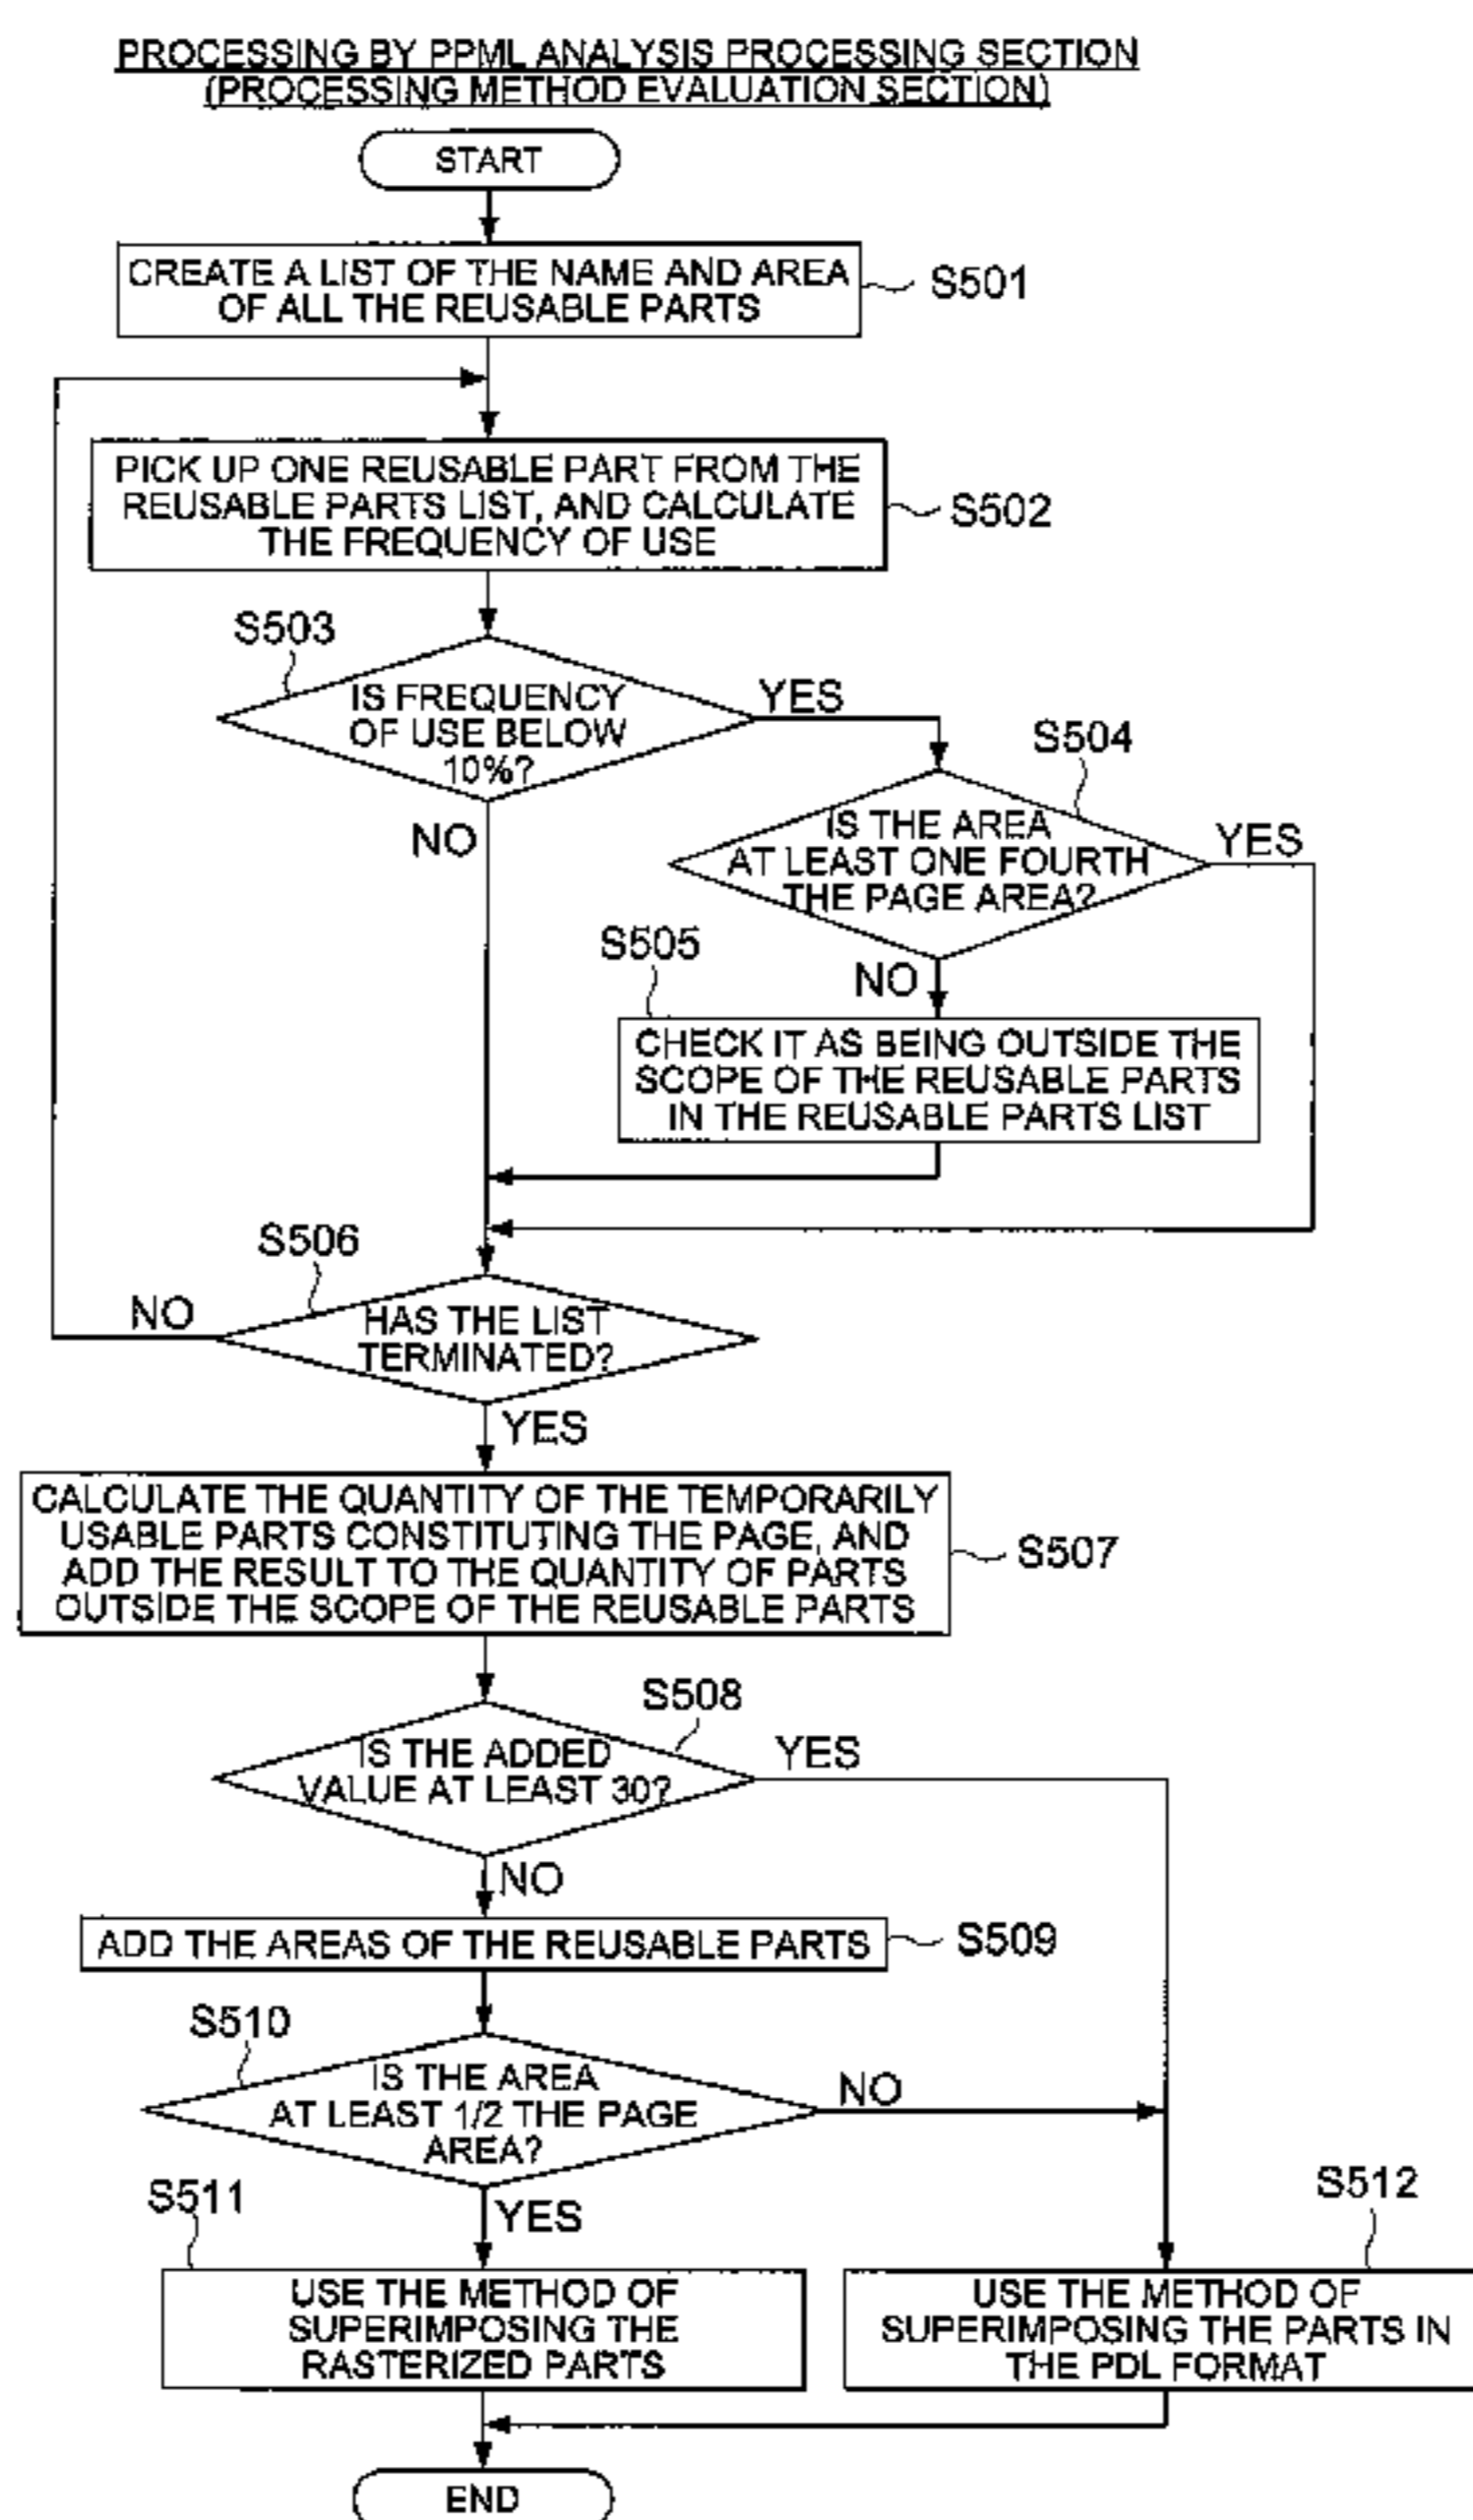 PROCESSING BY PPML ANALYSIS PROCESSING SECTION
(PROCESSING METHOD EVALUATION SECTION)
START
CREATE A LIST OF THE NAME AND AREA
OF ALL THE REUSABLE PARTS
S501
PICK UP ONE REUSABLE PART FROM THE
REUSABLE PARTS LIST, AND CALCULATE
THE FREQUENCY OF USE
S502
S503
IS FREQUENCY
OF USE BELOW
10%?
YES
NO
S504
IS THE AREA
AT LEAST ONE FOURTH
THE PAGE AREA?
YES
NO
S505
CHECK IT AS BEING OUTSIDE THE
SCOPE OF THE REUSABLE PARTS
IN THE REUSABLE PARTS LIST
S506
HAS THE LIST
TERMINATED?
NO
YES
CALCULATE THE QUANTITY OF THE TEMPORARILY
USABLE PARTS CONSTITUTING THE PAGE, AND
ADD THE RESULT TO THE QUANTITY OF PARTS
OUTSIDE THE SCOPE OF THE REUSABLE PARTS
S507
S508
IS THE ADDED
VALUE AT LEAST 30?
YES
NO
ADD THE AREAS OF THE REUSABLE PARTS
S509
S510
IS THE AREA
AT LEAST 1/2 THE PAGE
AREA?
NO
YES
S511
USE THE METHOD OF
SUPERIMPOSING THE
RASTERIZED PARTS
S512
USE THE METHOD OF
SUPERIMPOSING THE PARTS IN
THE PDL FORMAT
END